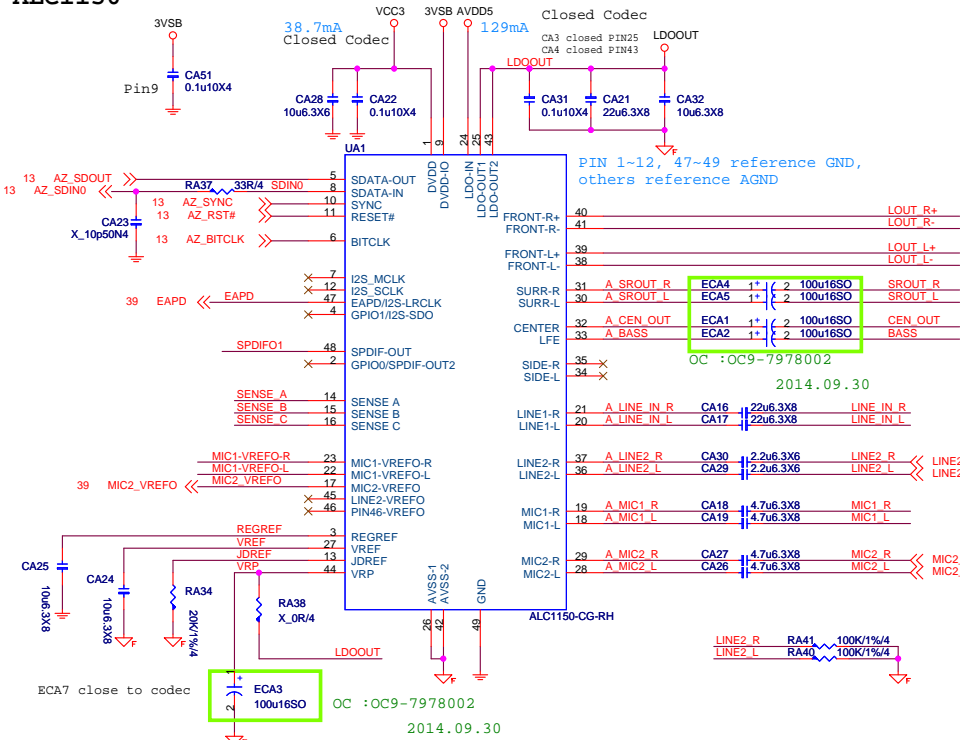 ALC1150
3VSB
CA51
0.1u10X4
Pin9
38.7mA
Closed Codec
VCC3
3VSB
AVDD5
129mA
Closed Codec
CA3 closed PIN25
CA4 closed PIN43
LDOOUT
LDOOUT
CA28
10u6.3X6
CA22
0.1u10X4
CA31
0.1u10X4
CA21
22u6.3X8
CA32
10u6.3X8
UA1
1
9
24
25
43
DVDD
DVDD-IO
LDO-IN
LDO-OUT1
LDO-OUT2
PIN 1~12, 47~49 reference GND,
others reference AGND
13 AZ_SDOUT 5 SDATA-OUT
13 AZ_SDIN0 RA37 33R/4 SDIN0 8 SDATA-IN
13 AZ_SYNC 10 SYNC
13 AZ_RST# 11 RESET#
CA23
X_10p50N4
13 AZ_BITCLK 6 BITCLK
7 I2S_MCLK
12 I2S_SCLK
39 EAPD EAPD 47 EAPD/I2S-LRCLK
4 GPIO1/I2S-SDO
SPDIFO1 48 SPDIF-OUT
2 GPIO0/SPDIF-OUT2
SENSE_A 14 SENSE A
SENSE_B 15 SENSE B
SENSE_C 16 SENSE C
MIC1-VREFO-R 23 MIC1-VREFO-R
MIC1-VREFO-L 22 MIC1-VREFO-L
39 MIC2_VREFO MIC2_VREFO 17 MIC2-VREFO
45 LINE2-VREFO
46 PIN46-VREFO
REGREF 3 REGREF
VREF 27 VREF
JDREF 13 JDREF
VRP 44 VRP
FRONT-R+ 40 LOUT_R+
FRONT-R- 41 LOUT_R-
FRONT-L+ 39 LOUT_L+
FRONT-L- 38 LOUT_L-
SURR-R 31 A_SROUT_R ECA4 1 + 2 100u16SO SROUT_R
SURR-L 30 A_SROUT_L ECA5 1 + 2 100u16SO SROUT_L
CENTER 32 A_CEN_OUT ECA1 1 + 2 100u16SO CEN_OUT
LFE 33 A_BASS ECA2 1 + 2 100u16SO BASS
OC :OC9-7978002
2014.09.30
SIDE-R 35
SIDE-L 34
LINE1-R 21 A_LINE_IN_R CA16 22u6.3X8 LINE_IN_R
LINE1-L 20 A_LINE_IN_L CA17 22u6.3X8 LINE_IN_L
LINE2-R 37 A_LINE2_R CA30 2.2u6.3X6 LINE2_R LINE2
LINE2-L 36 A_LINE2_L CA29 2.2u6.3X6 LINE2_L LINE2
MIC1-R 19 A_MIC1_R CA18 4.7u6.3X8 MIC1_R
MIC1-L 18 A_MIC1_L CA19 4.7u6.3X8 MIC1_L
MIC2-R 29 A_MIC2_R CA27 4.7u6.3X8 MIC2_R MIC2_
MIC2-L 28 A_MIC2_L CA26 4.7u6.3X8 MIC2_L MIC2_
CA25
10u6.3X8
CA24
10u6.3X8
RA34
20K/1%/4
RA38
X_0R/4
LDOOUT
AVSS-1
AVSS-2
GND
26
42
49
ALC1150-CG-RH
LINE2_R RA41 100K/1%/4
LINE2_L RA40 100K/1%/4
ECA7 close to codec
1
+
2
ECA3
100u16SO
OC :OC9-7978002
2014.09.30